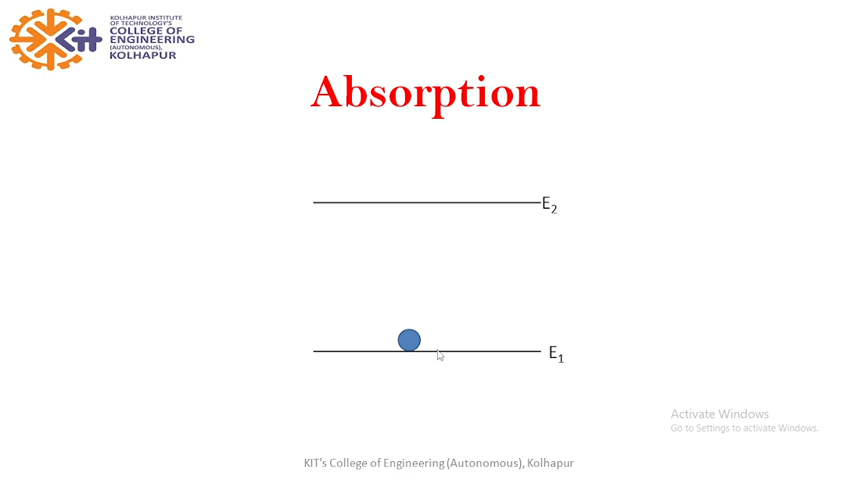 KOLHAPUR INSTITUTE
OF TECHNOLOGY'S
COLLEGE OF
ENGINEERING
(AUTONOMOUS),
KOLHAPUR
kit
Absorption
E2
E1
Activate Windows
Go to Settings to activate Windows.
KIT's College of Engineering (Autonomous), Kolhapur